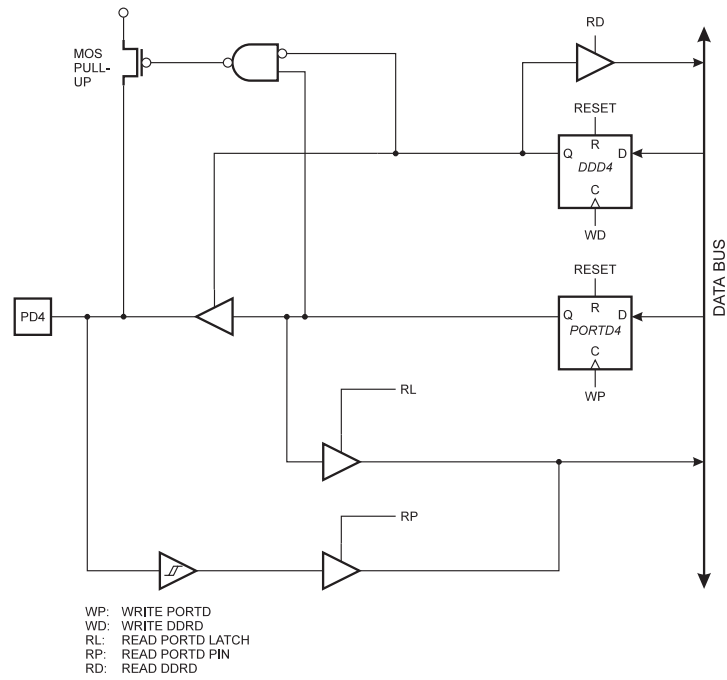 MOS
PULL-
UP
RD
RESET
R
Q
D
DDD4
C
WD
DATA BUS
RESET
R
Q
D
PORTD4
C
WP
PD4
RL
RP
WP: WRITE PORTD
WD: WRITE DDRD
RL: READ PORTD LATCH
RP: READ PORTD PIN
RD: READ DDRD